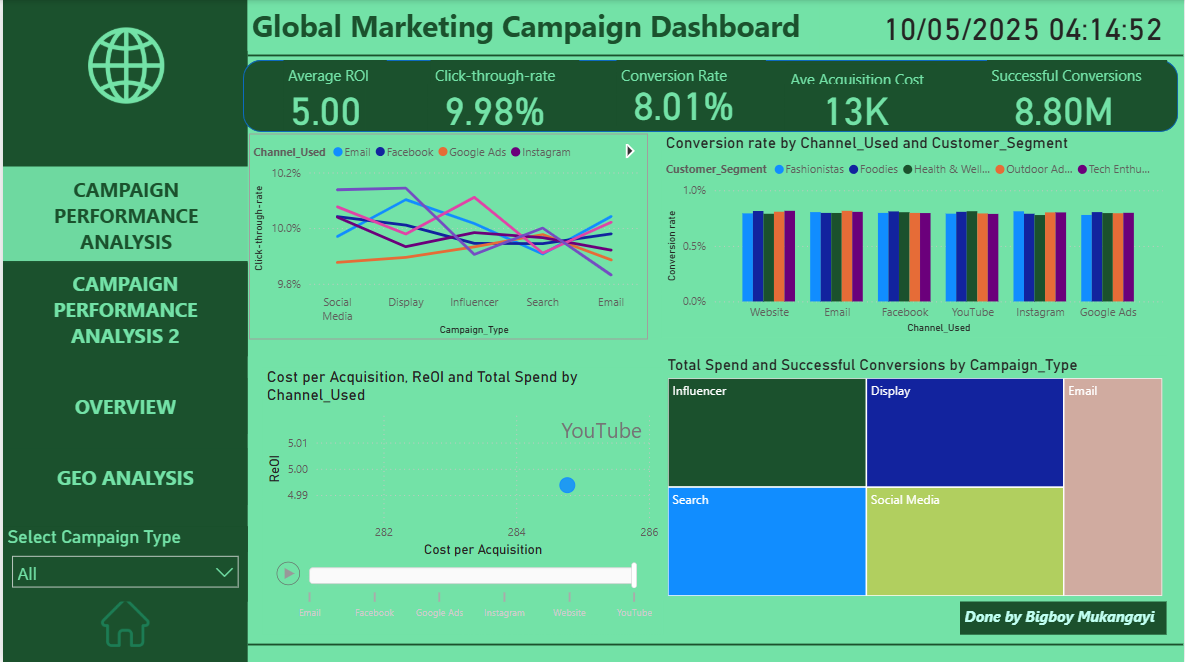 Global Marketing Campaign Dashboard
10/05/2025 04:14:52
Average ROI
5.00
Click-through-rate
9.98%
Conversion Rate
8.01%
Ave Acquisition Cost
13K
Successful Conversions
8.80M
CAMPAIGN
PERFORMANCE
ANALYSIS
CAMPAIGN
PERFORMANCE
ANALYSIS 2
OVERVIEW
GEO ANALYSIS
Select Campaign Type
All
Channel_Used Email Facebook Google Ads Instagram
Click-through-rate
10.2%
10.0%
9.8%
Social
Media
Display
Influencer
Search
Email
Campaign_Type
Conversion rate by Channel_Used and Customer_Segment
Customer_Segment Fashionistas Foodies Health & Well... Outdoor Ad... Tech Enthu...
Conversion rate
1.0%
0.5%
0.0%
Website
Email
Facebook
YouTube
Instagram
Google Ads
Channel_Used
Cost per Acquisition, ReOI and Total Spend by
Channel_Used
YouTube
ReOI
5.01
5.00
4.99
282
284
286
Cost per Acquisition
Email
Facebook
Google Ads
Instagram
Website
YouTube
Total Spend and Successful Conversions by Campaign_Type
Influencer
Display
Email
Search
Social Media
Done by Bigboy Mukangayi